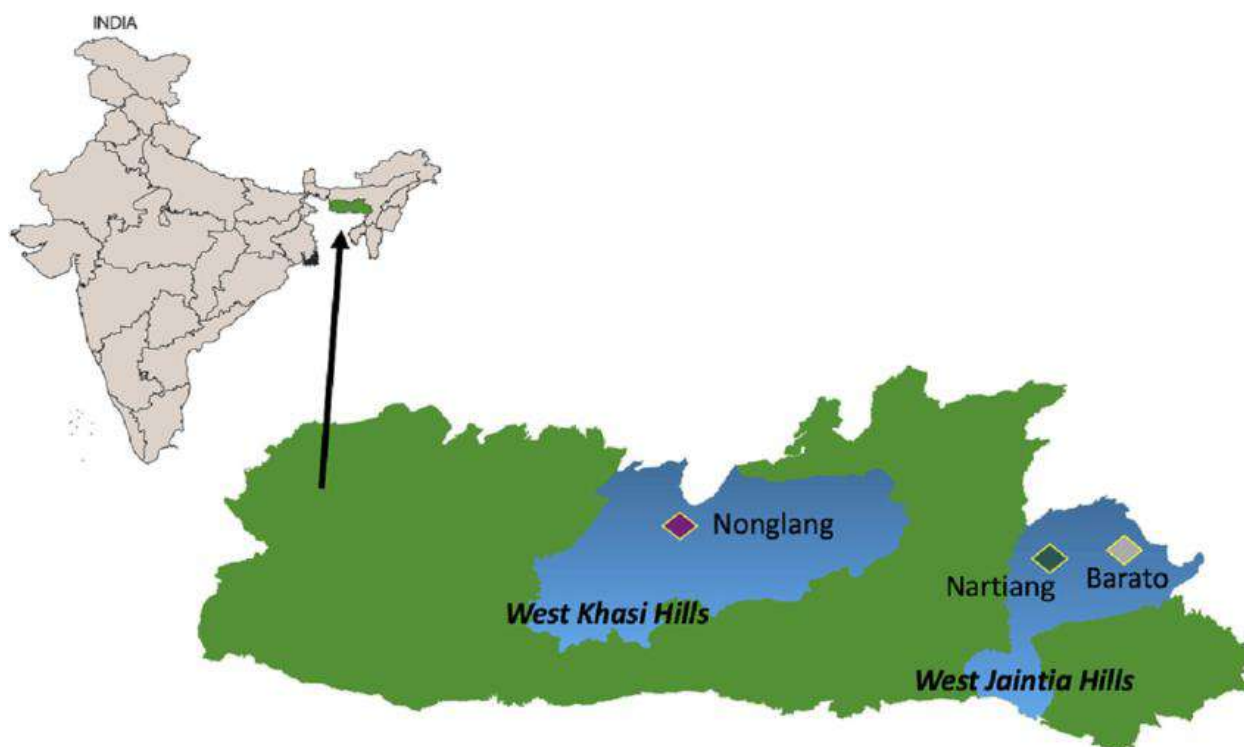 INDIA
Nonglang
Nartiang
Barato
West Khasi Hills
West Jaintia Hills